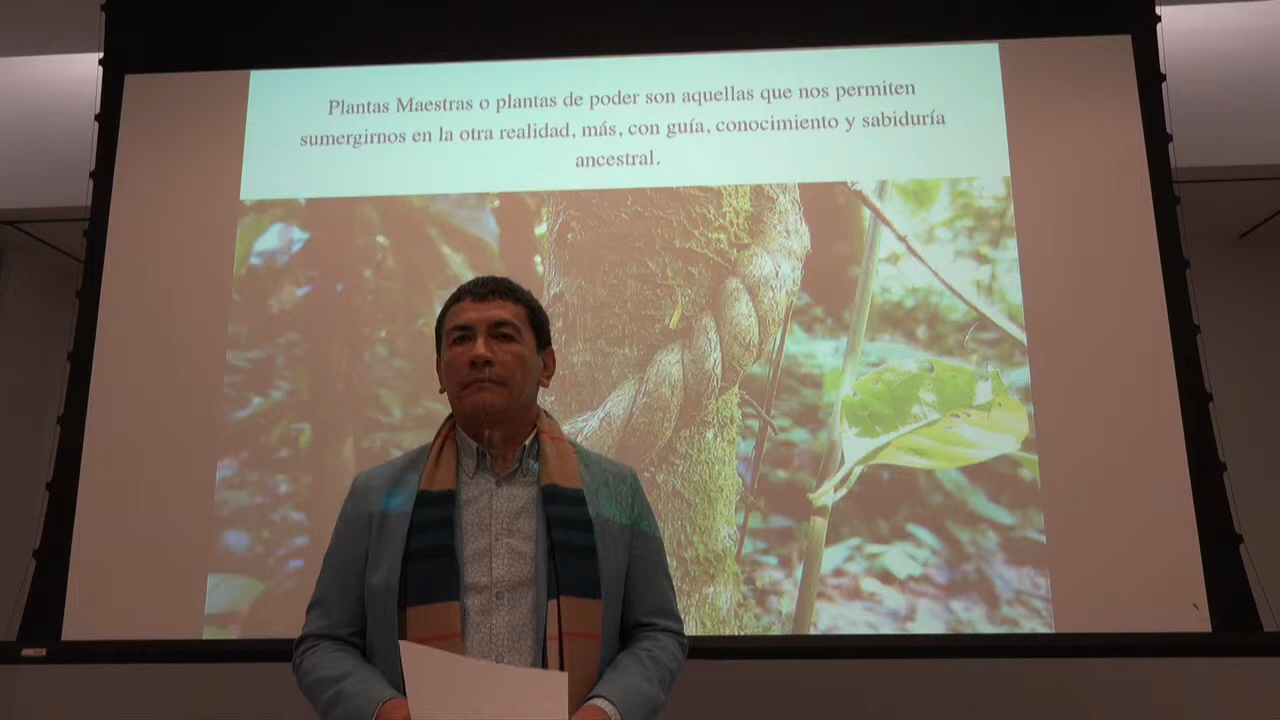 Plantas Maestras o plantas de poder son aquellas que nos permiten
sumergirnos en la otra realidad, más, con guía, conocimiento y sabiduría
ancestral.